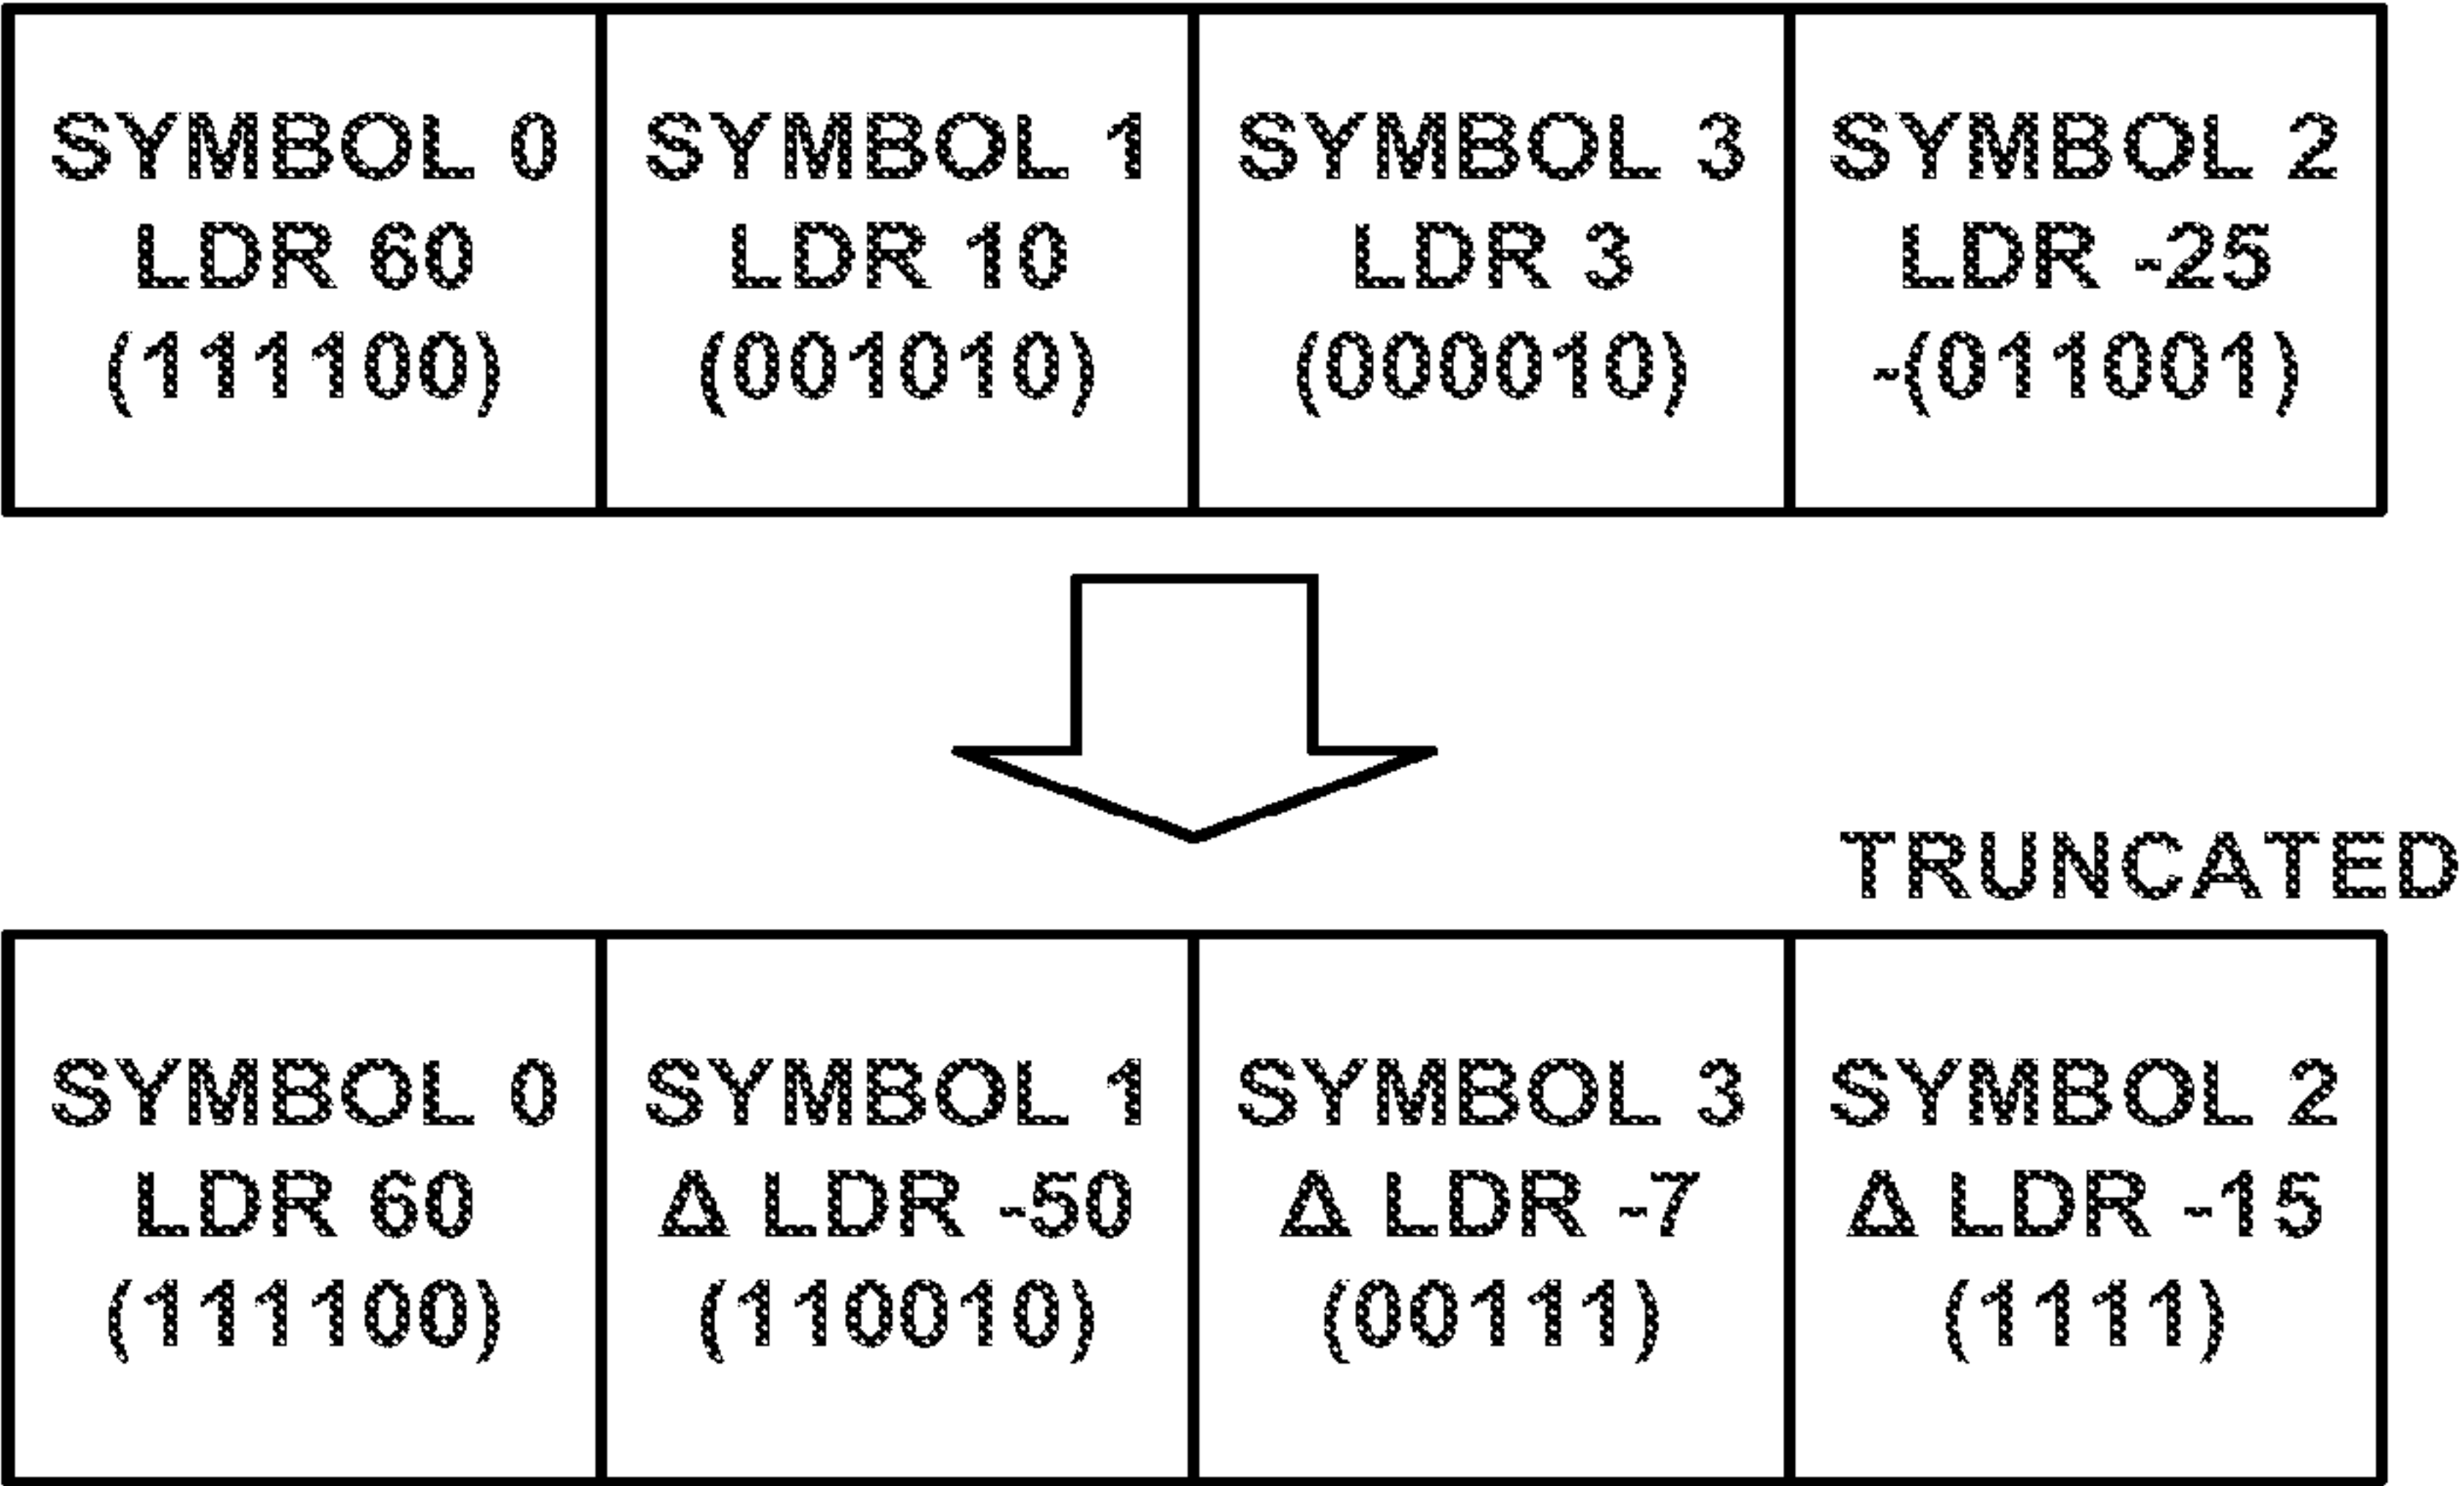 SYMBOL 0 SYMBOL 1 SYMBOL 3 SYMBOL 2
LDR 60 LDR 10 LDR 3 LDR -25
(111100) (001010) (000010) -(011001)
TRUNCATED
SYMBOL 0 SYMBOL 1 SYMBOL 3 SYMBOL 2
LDR 60 Δ LDR -50 Δ LDR -7 Δ LDR -15
(111100) (110010) (00111) (1111)